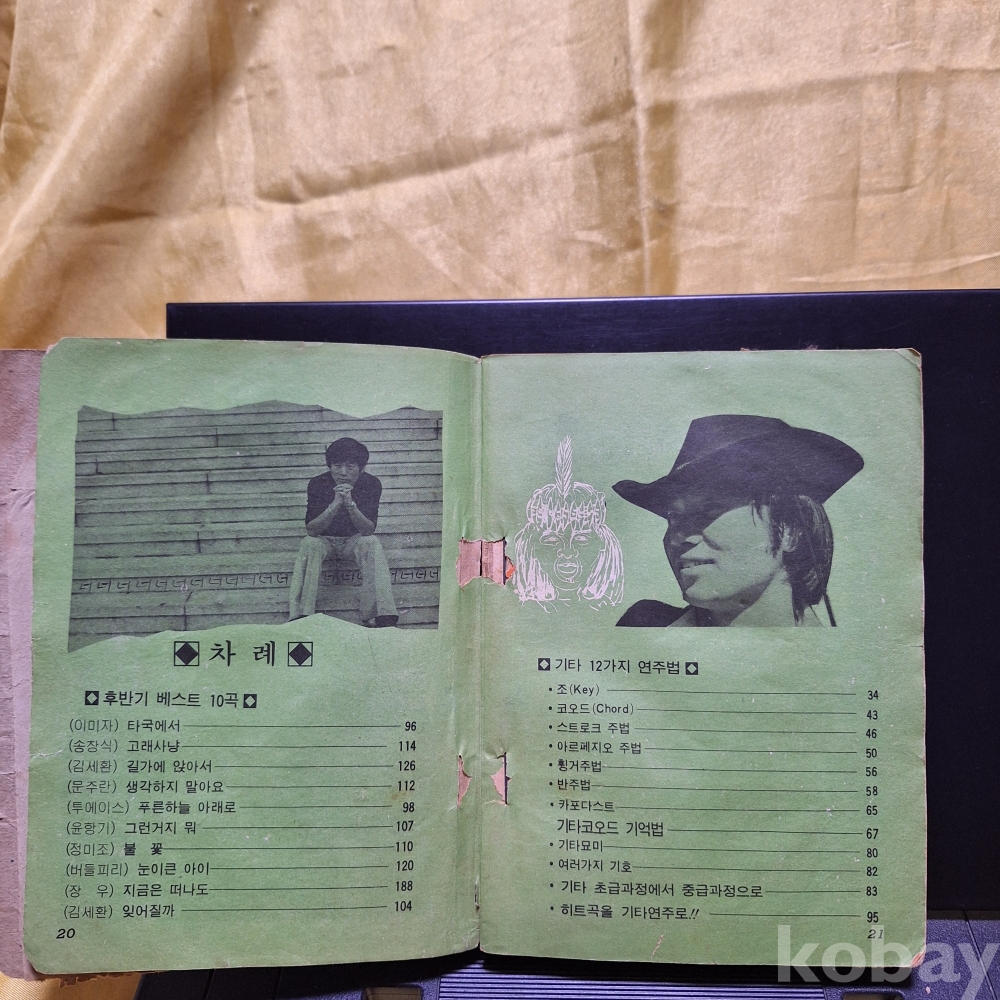 차 례
후반기 베스트 10곡
(이미자) 타국에서 96
(송장식) 고래사냥 114
(김세환) 길가에 앉아서 126
(문주란) 생각하지 말아요 112
(투에이스) 푸른하늘 아래로 98
(윤항기) 그런거지 뭐 107
(정미조) 불 꽃 110
(버들피리) 눈이큰 아이 120
(장 우) 지금은 떠나도 188
(김세환) 잊어질까 104
20
기타 12가지 연주법
• 조(Key) 34
• 코오드(Chord) 43
• 스트로크 주법 46
• 아르페지오 주법 50
• 휭거주법 56
• 반주법 58
• 카포다스트 65
기타코오드 기억법 67
• 기타묘미 80
• 여러가지 기호 82
• 기타 초급과정에서 중급과정으로 83
• 히트곡을 기타연주로!! 95
21
kobay